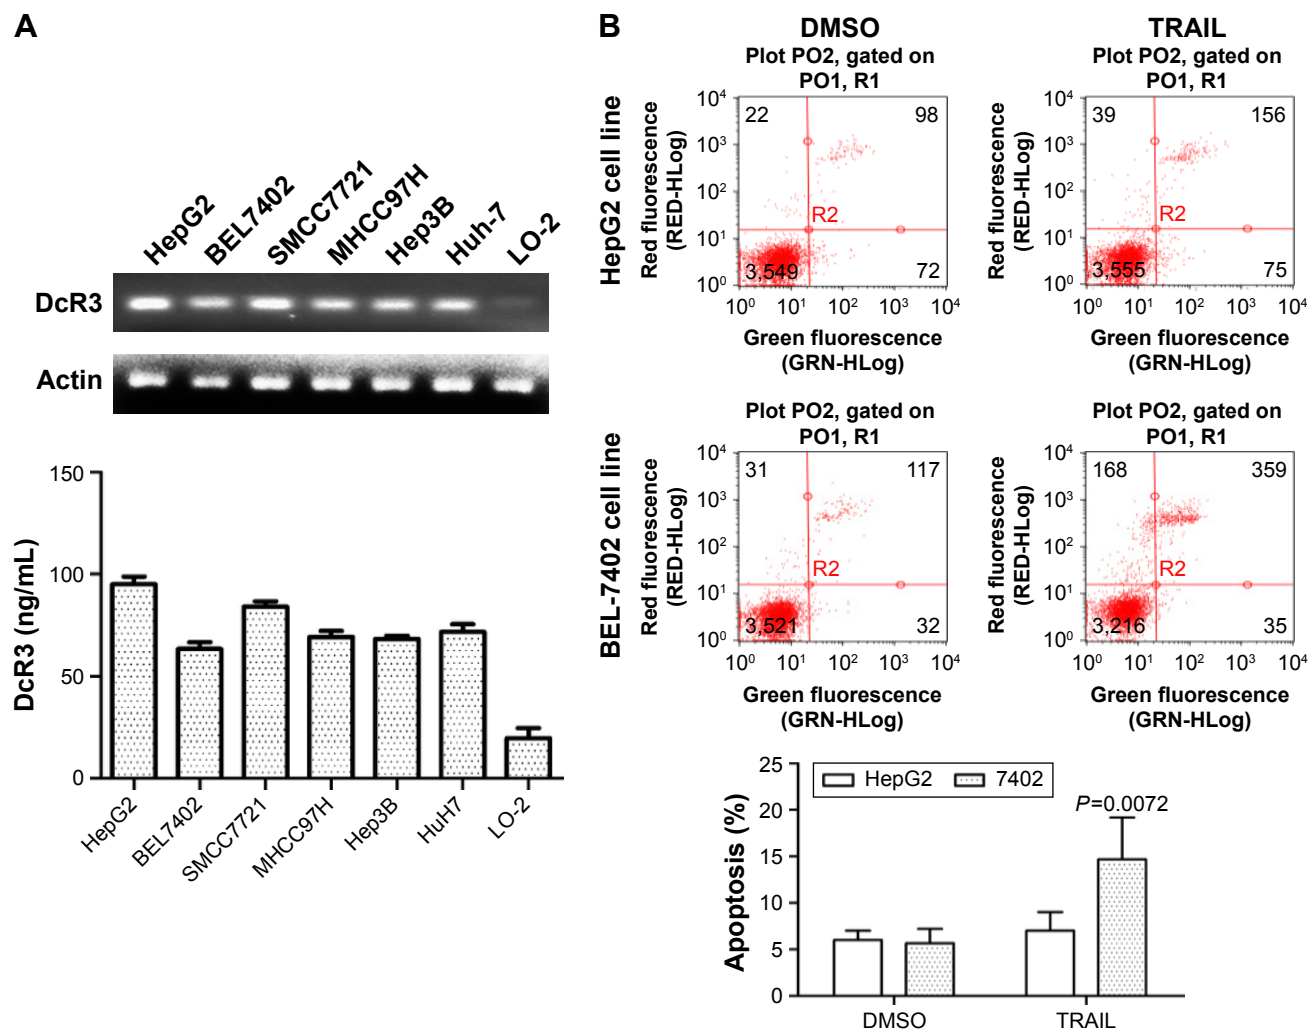 A
HepG2
BEL7402
SMCC7721
MHCC97H
Hep3B
Huh-7
LO-2
DcR3
Actin
DcR3 (ng/mL)
150
100
50
0
HepG2
BEL7402
SMCC7721
MHCC97H
Hep3B
HuH7
LO-2
B
DMSO
TRAIL
HepG2 cell line
Plot PO2, gated on
PO1, R1
Red fluorescence
(RED-HLog)
10⁴
10³
10²
10¹
10⁰
22
98
R2
3,549
72
10⁰ 10¹ 10² 10³ 10⁴
Green fluorescence
(GRN-HLog)
Plot PO2, gated on
PO1, R1
Red fluorescence
(RED-HLog)
10⁴
10³
10²
10¹
10⁰
39
156
R2
3,555
75
10⁰ 10¹ 10² 10³ 10⁴
Green fluorescence
(GRN-HLog)
BEL-7402 cell line
Plot PO2, gated on
PO1, R1
Red fluorescence
(RED-HLog)
10⁴
10³
10²
10¹
10⁰
31
117
R2
3,521
32
10⁰ 10¹ 10² 10³ 10⁴
Green fluorescence
(GRN-HLog)
Plot PO2, gated on
PO1, R1
Red fluorescence
(RED-HLog)
10⁴
10³
10²
10¹
10⁰
168
359
R2
3,216
35
10⁰ 10¹ 10² 10³ 10⁴
Green fluorescence
(GRN-HLog)
Apoptosis (%)
25
20
15
10
5
0
HepG2
7402
P=0.0072
DMSO
TRAIL